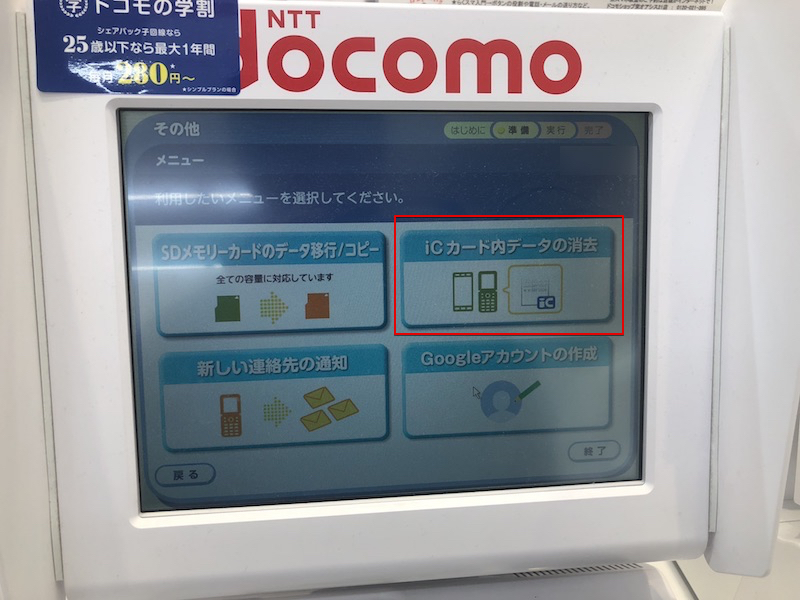 ドコモの学割
シェアパック子回線なら
25歳以下なら最大1年間
毎月280円～
*シンプルプランの場合
NTT
docomo
その他
はじめに
準備
実行
完了
メニュー
利用したいメニューを選択してください。
SDメモリーカードのデータ移行/コピー
全ての容量に対応しています
iCカード内データの消去
iC
新しい連絡先の通知
Googleアカウントの作成
戻る
終了